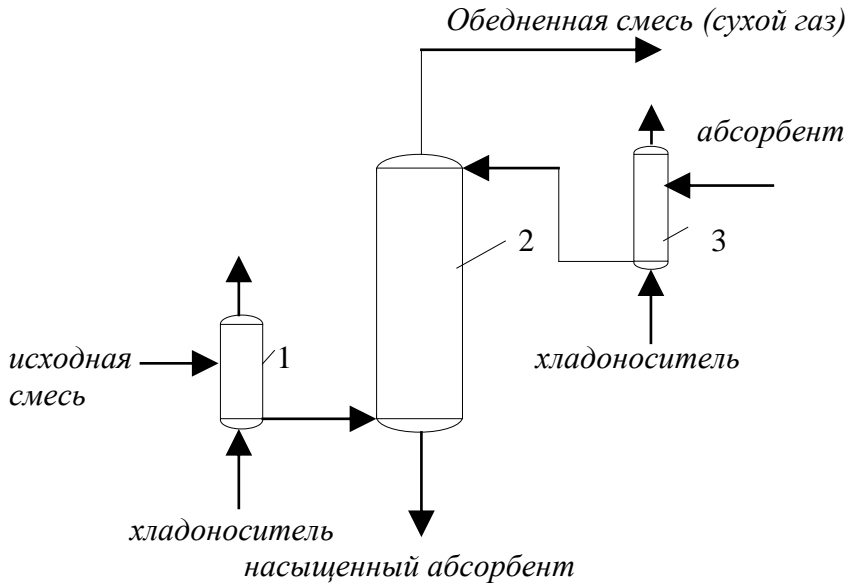 Обедненная смесь (сухой газ)
абсорбент
2
3
исходная
смесь
1
хладоноситель
хладоноситель
насыщенный абсорбент